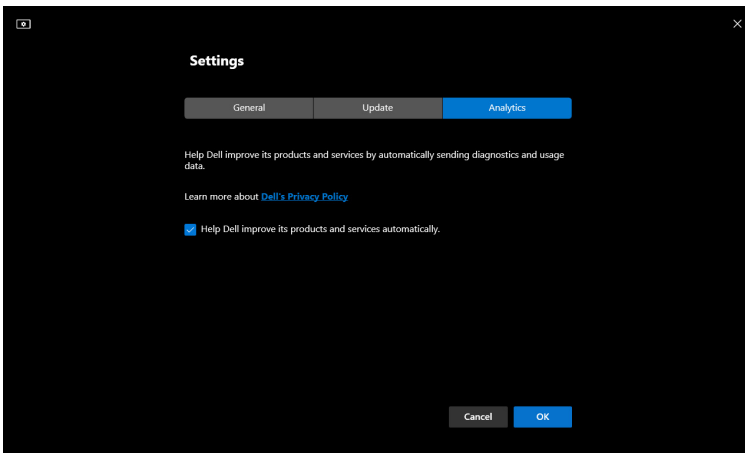 Settings
General Update Analytics
Help Dell improve its products and services by automatically sending diagnostics and usage
data.
Learn more about Dell's Privacy Policy
Help Dell improve its products and services automatically.
Cancel OK